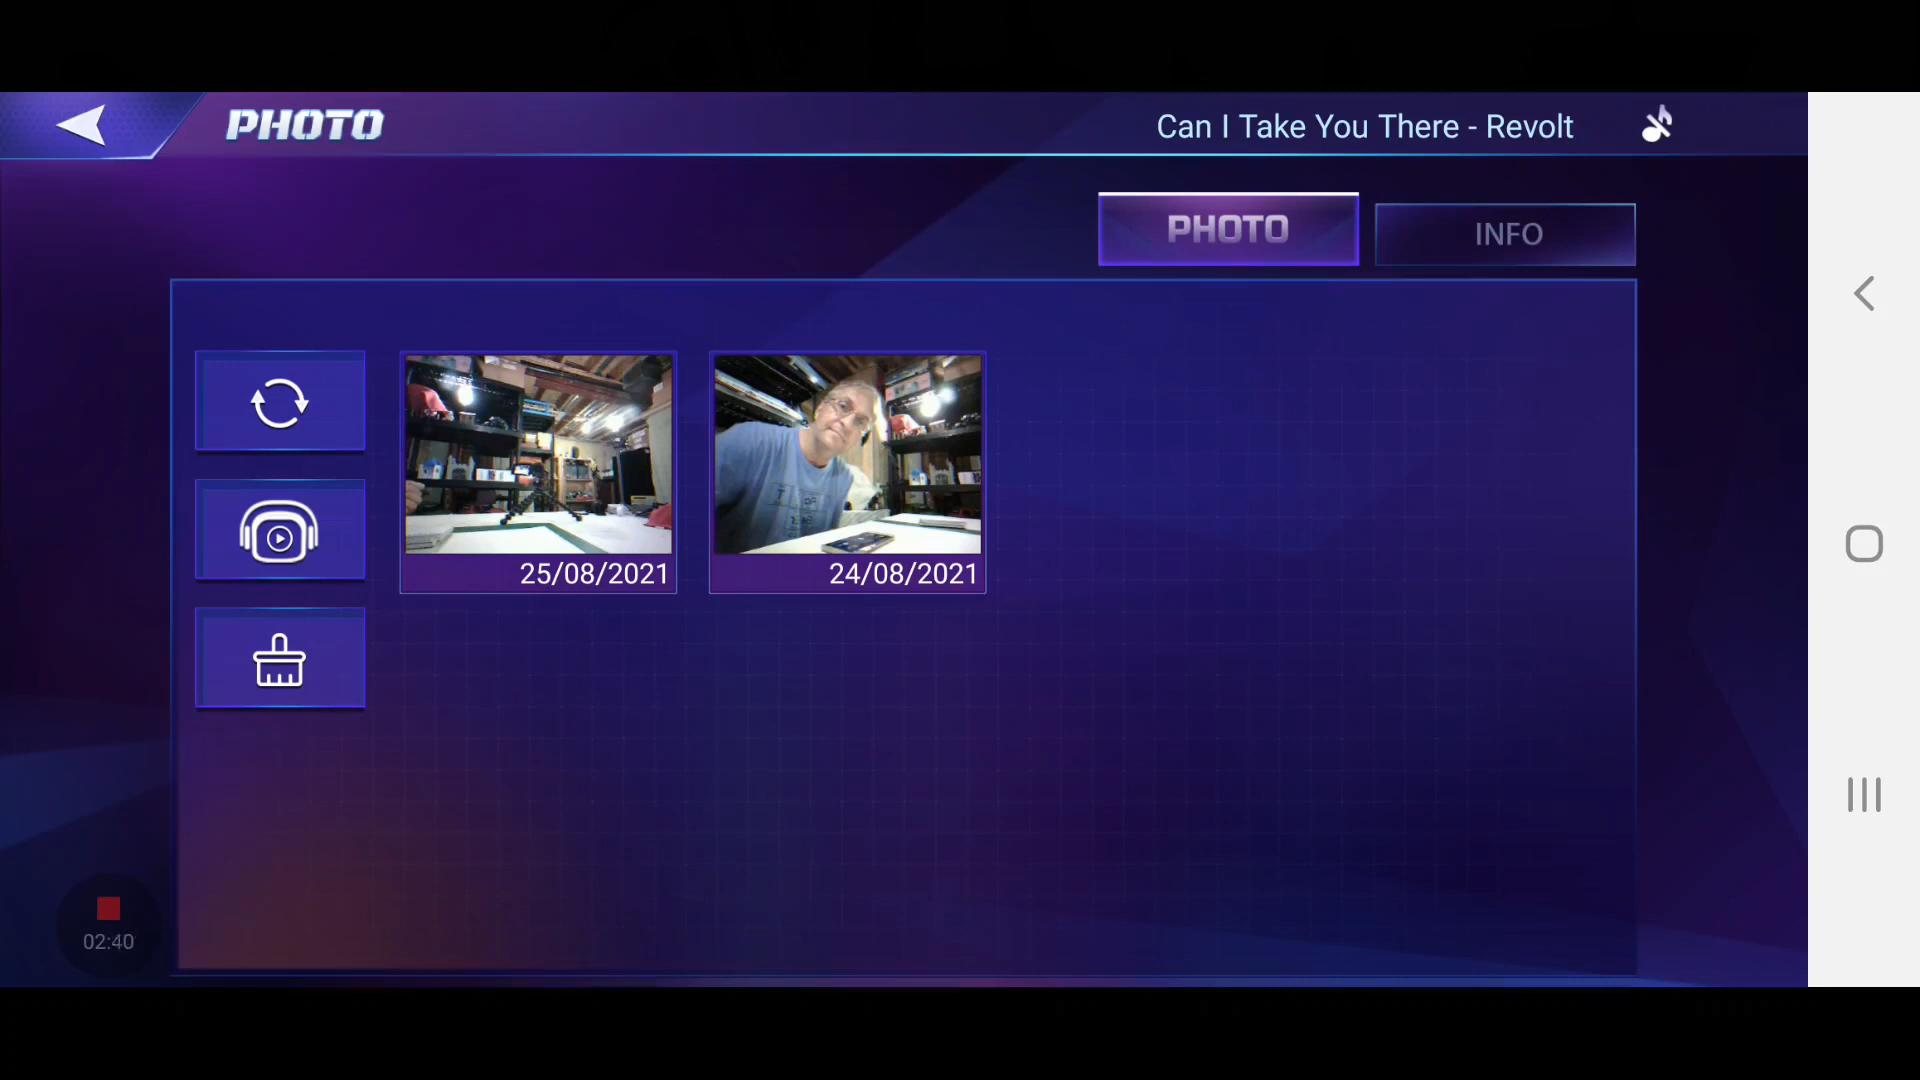 PHOTO
Can I Take You There - Revolt
PHOTO
INFO
25/08/2021
24/08/2021
02:40